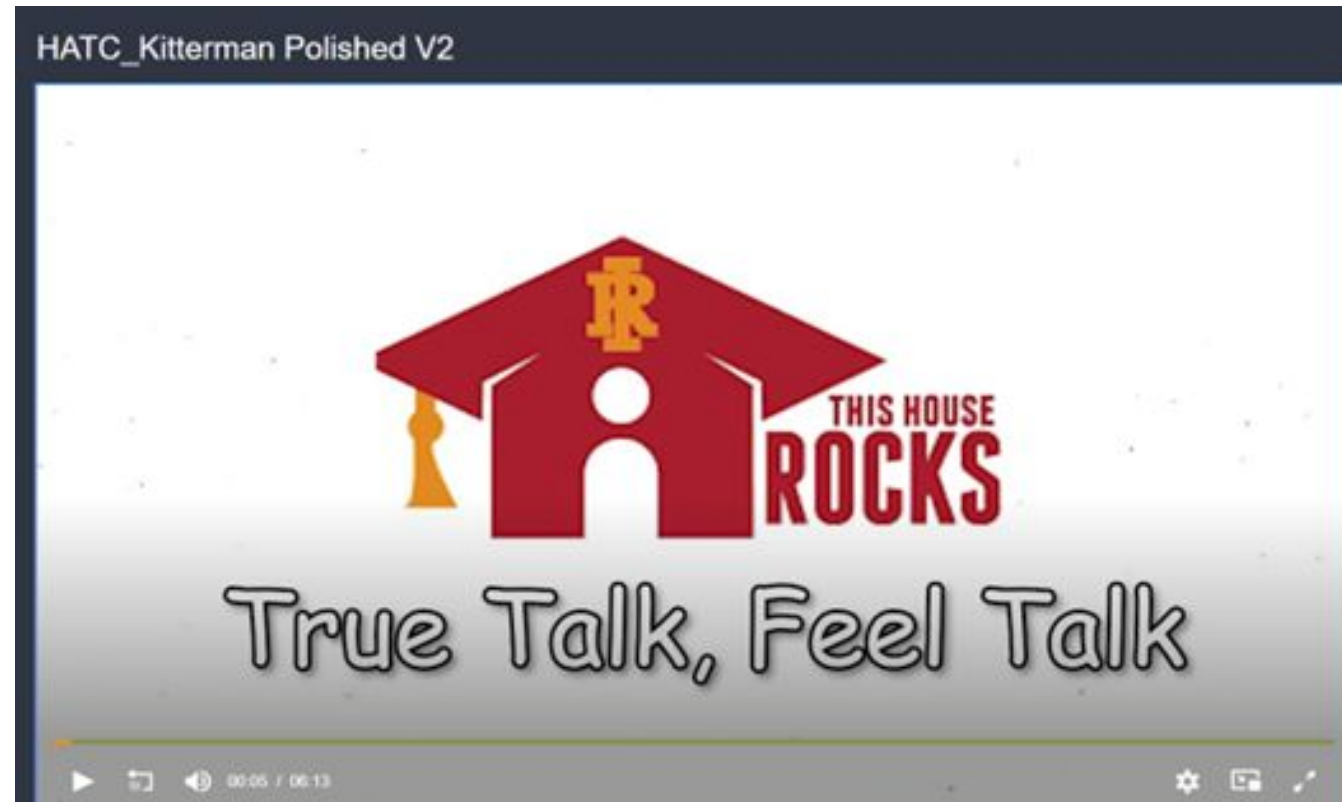 HATC_Kitterman Polished V2
IR
THIS HOUSE
ROCKS
True Talk, Feel Talk
00:05 / 06:13